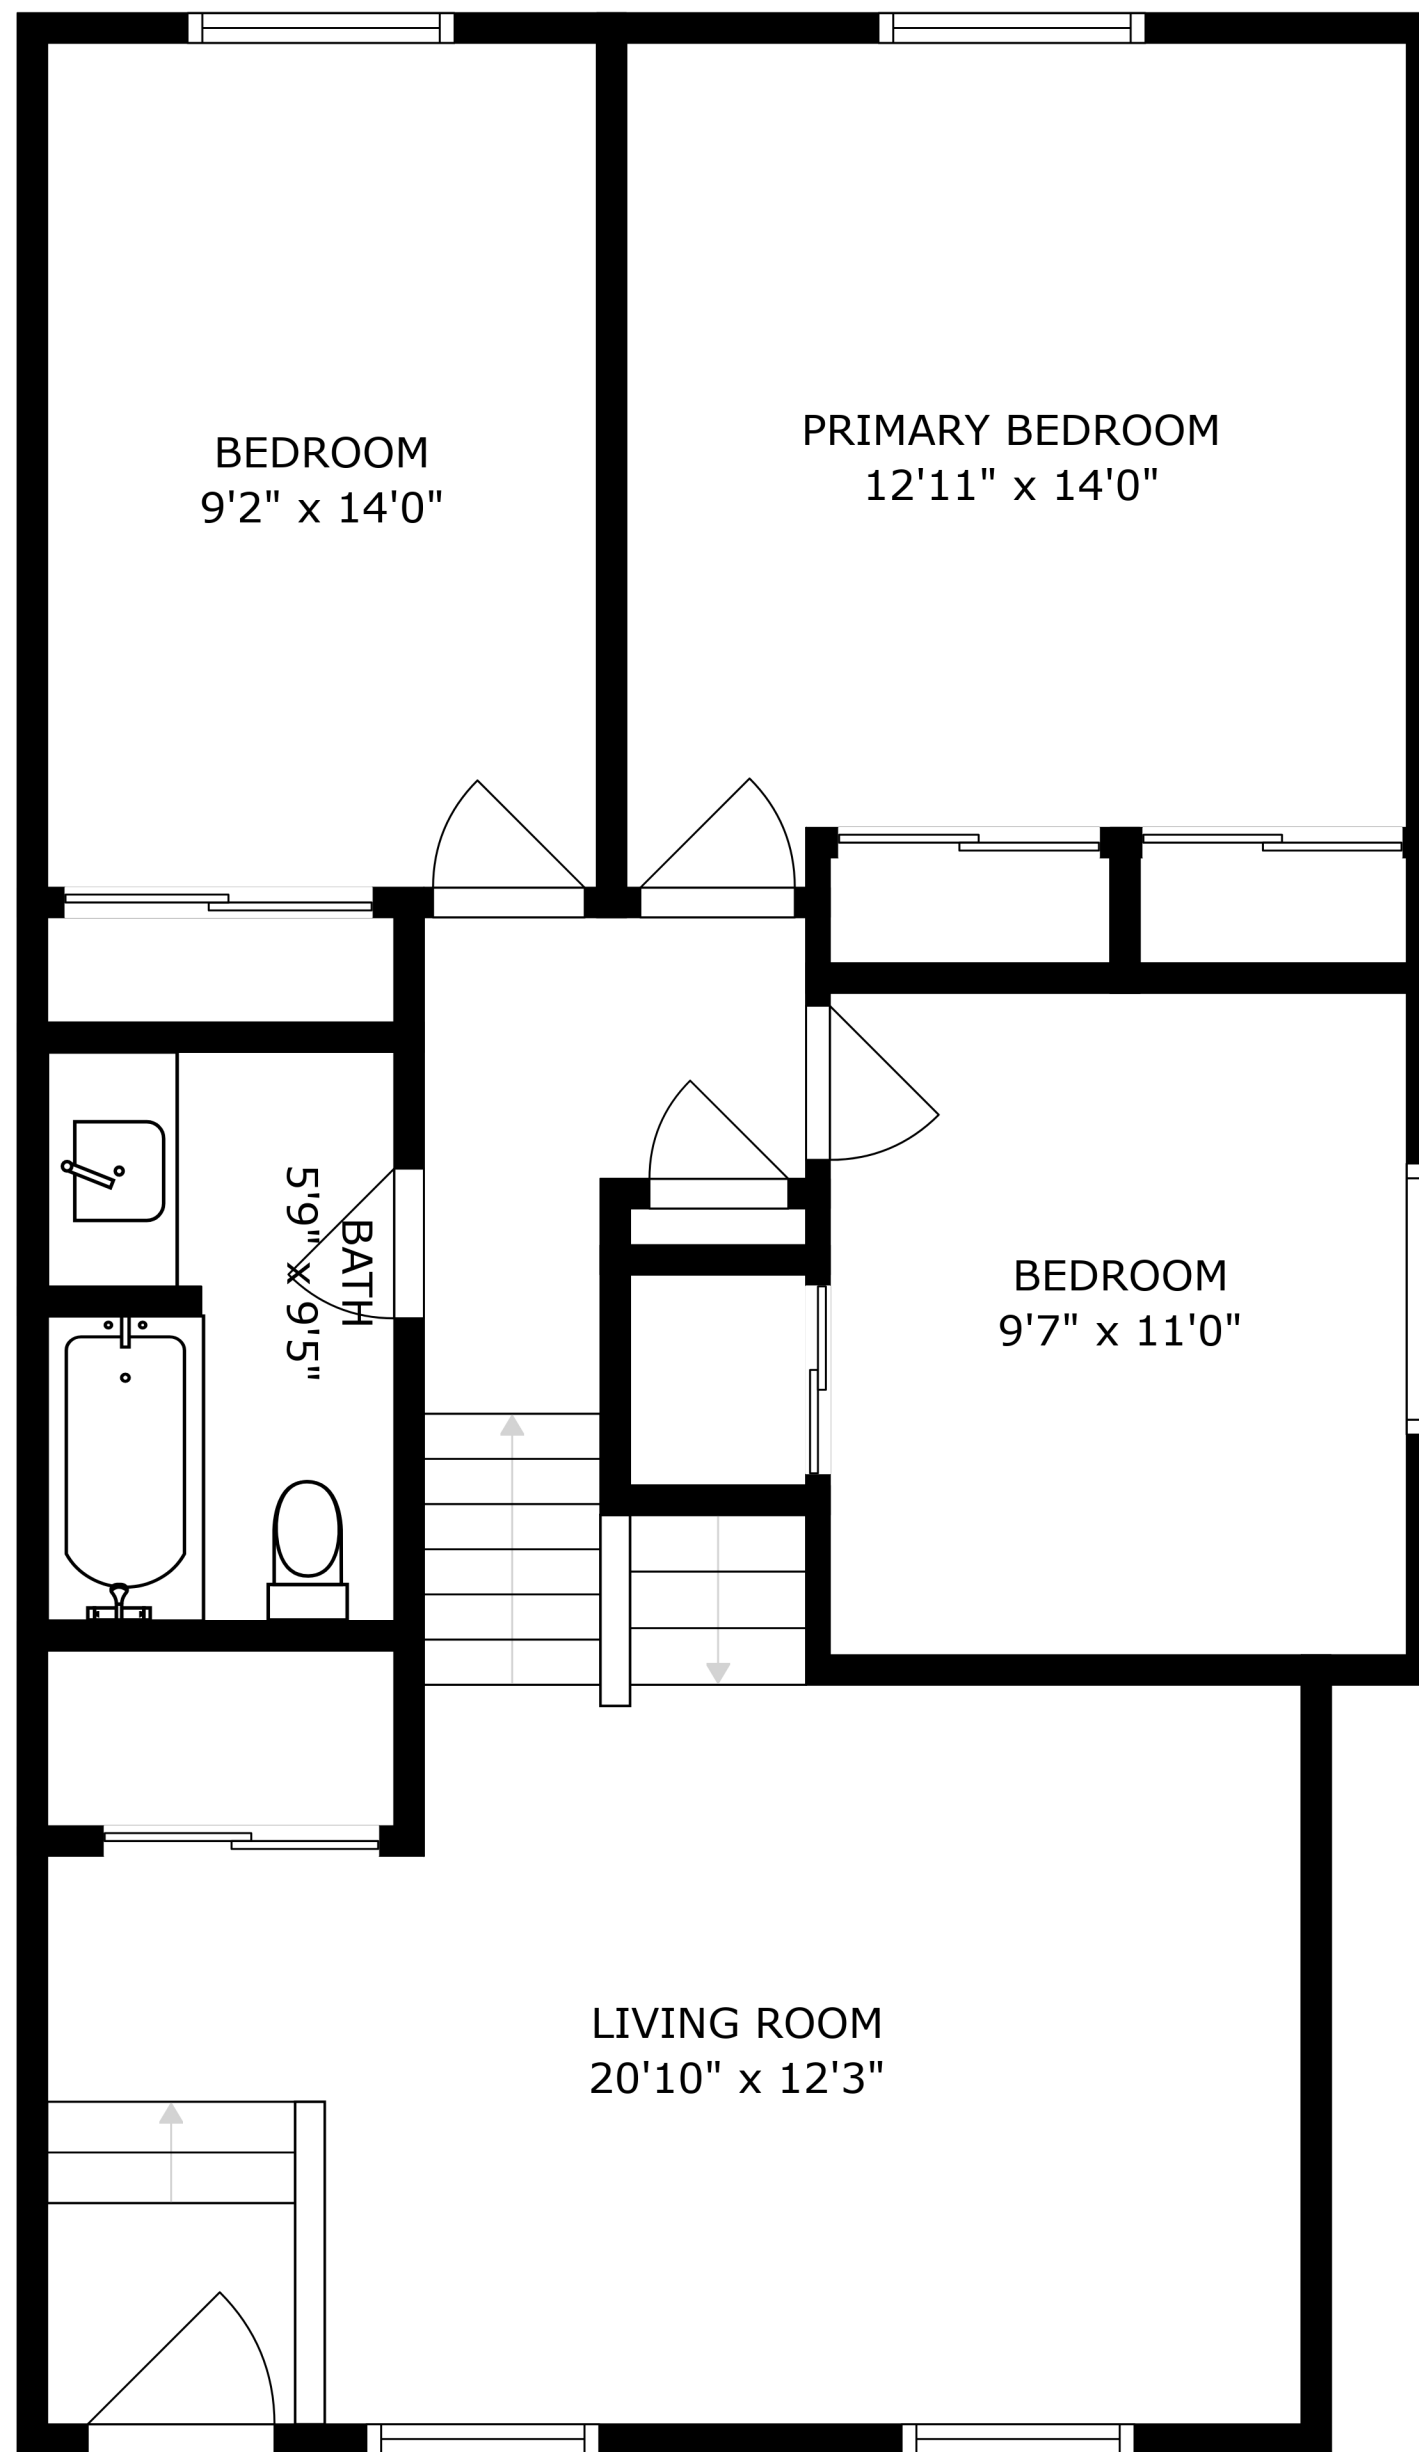 BEDROOM
9'2" x 14'0"
PRIMARY BEDROOM
12'11" x 14'0"
BATH
5'9" x 9'5"
BEDROOM
9'7" x 11'0"
LIVING ROOM
20'10" x 12'3"